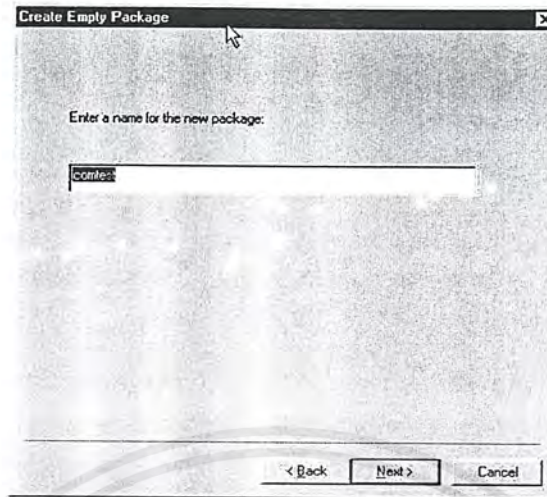 Create Empty Package
Enter a name for the new package:
comtest
< Back
Next >
Cancel